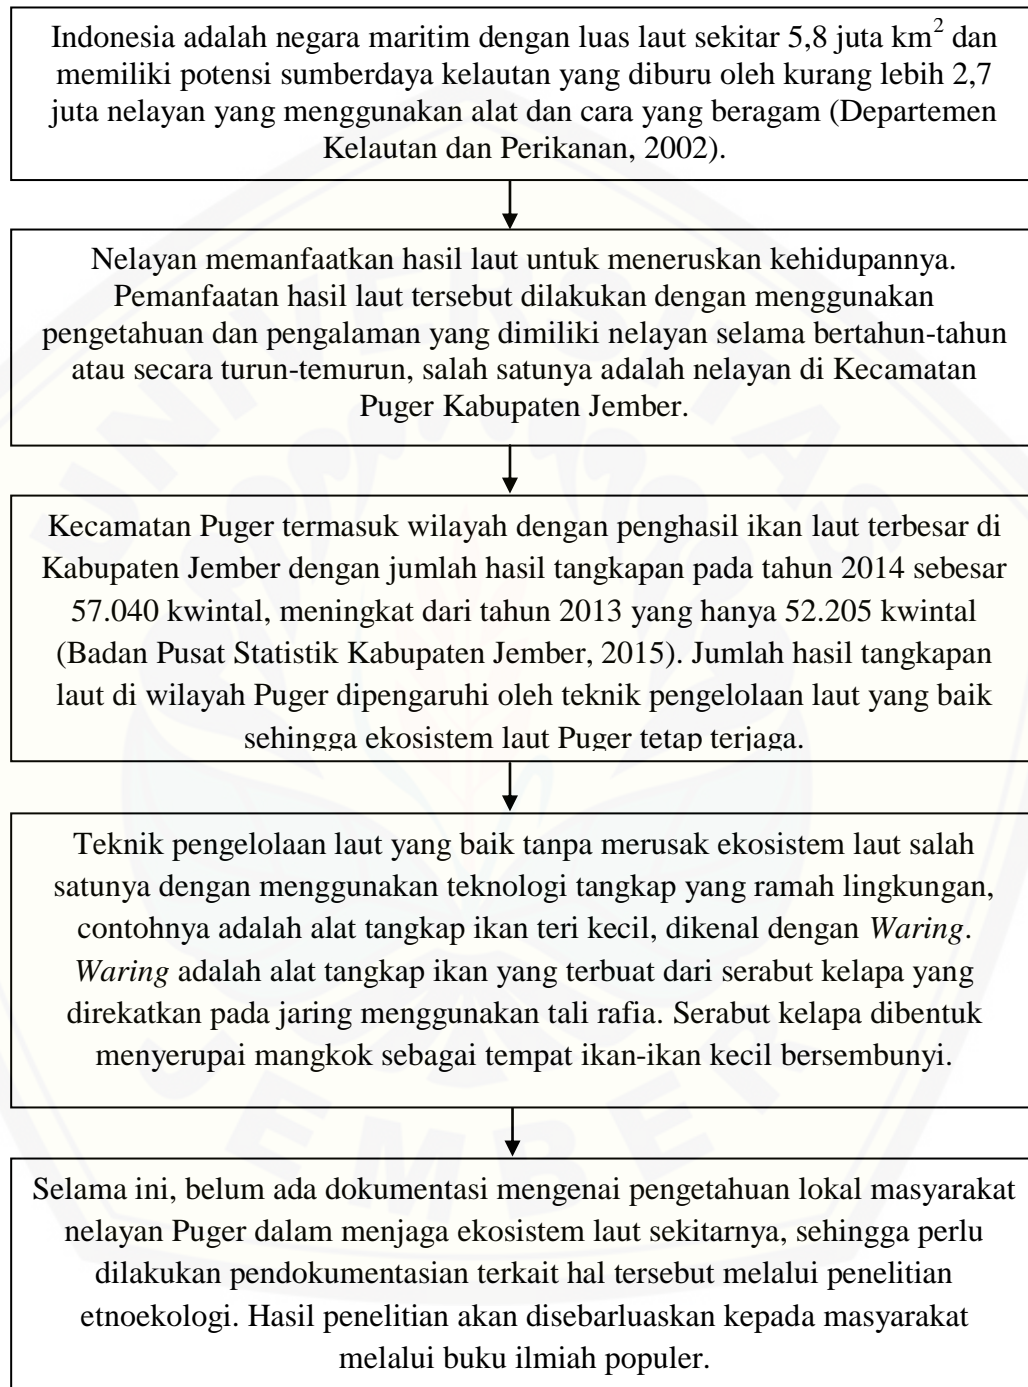 Indonesia adalah negara maritim dengan luas laut sekitar 5,8 juta km² dan
memiliki potensi sumberdaya kelautan yang diburu oleh kurang lebih 2,7
juta nelayan yang menggunakan alat dan cara yang beragam (Departemen
Kelautan dan Perikanan, 2002).
Nelayan memanfaatkan hasil laut untuk meneruskan kehidupannya.
Pemanfaatan hasil laut tersebut dilakukan dengan menggunakan
pengetahuan dan pengalaman yang dimiliki nelayan selama bertahun-tahun
atau secara turun-temurun, salah satunya adalah nelayan di Kecamatan
Puger Kabupaten Jember.
Kecamatan Puger termasuk wilayah dengan penghasil ikan laut terbesar di
Kabupaten Jember dengan jumlah hasil tangkapan pada tahun 2014 sebesar
57.040 kwintal, meningkat dari tahun 2013 yang hanya 52.205 kwintal
(Badan Pusat Statistik Kabupaten Jember, 2015). Jumlah hasil tangkapan
laut di wilayah Puger dipengaruhi oleh teknik pengelolaan laut yang baik
sehingga ekosistem laut Puger tetap terjaga.
Teknik pengelolaan laut yang baik tanpa merusak ekosistem laut salah
satunya dengan menggunakan teknologi tangkap yang ramah lingkungan,
contohnya adalah alat tangkap ikan teri kecil, dikenal dengan Waring.
Waring adalah alat tangkap ikan yang terbuat dari serabut kelapa yang
direkatkan pada jaring menggunakan tali rafia. Serabut kelapa dibentuk
menyerupai mangkok sebagai tempat ikan-ikan kecil bersembunyi.
Selama ini, belum ada dokumentasi mengenai pengetahuan lokal masyarakat
nelayan Puger dalam menjaga ekosistem laut sekitarnya, sehingga perlu
dilakukan pendokumentasian terkait hal tersebut melalui penelitian
etnoekologi. Hasil penelitian akan disebarluaskan kepada masyarakat
melalui buku ilmiah populer.
UNIVERSITAS
JEMBER